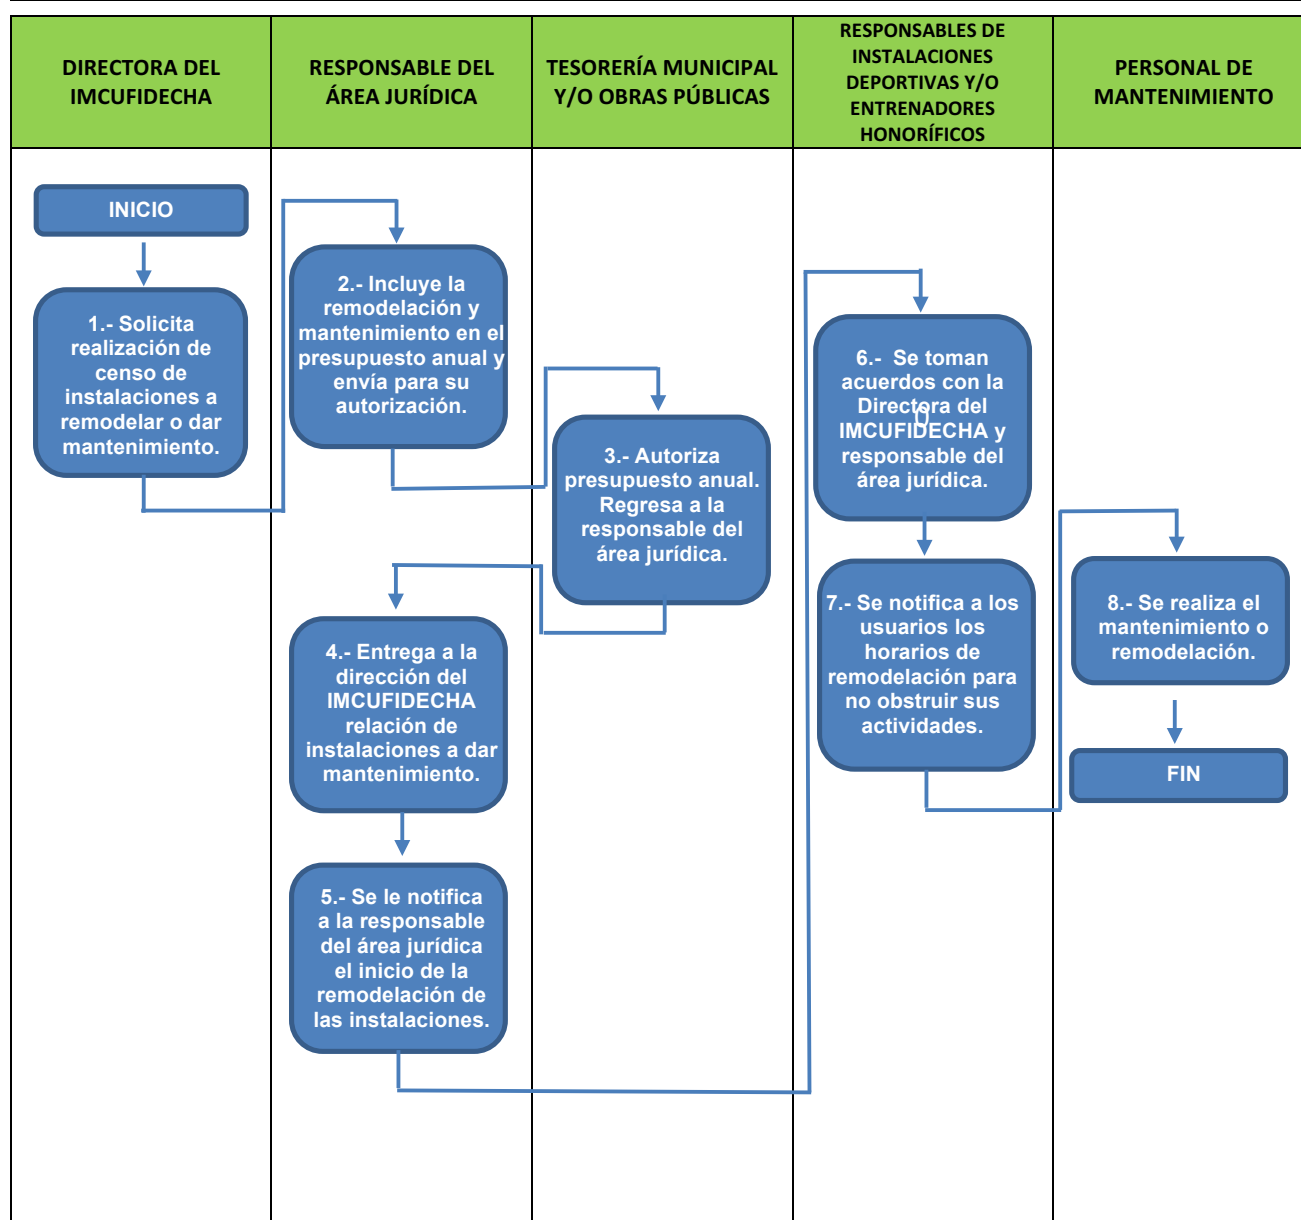 DIRECTORA DEL
IMCUFIDECHA
RESPONSABLE DEL
ÁREA JURÍDICA
TESORERÍA MUNICIPAL
Y/O OBRAS PÚBLICAS
RESPONSABLES DE
INSTALACIONES
DEPORTIVAS Y/O
ENTRENADORES
HONORÍFICOS
PERSONAL DE
MANTENIMIENTO
INICIO
1.- Solicita
realización de
censo de
instalaciones a
remodelar o dar
mantenimiento.
2.- Incluye la
remodelación y
mantenimiento en el
presupuesto anual y
envía para su
autorización.
3.- Autoriza
presupuesto anual.
Regresa a la
responsable del
área jurídica.
4.- Entrega a la
dirección del
IMCUFIDECHA
relación de
instalaciones a dar
mantenimiento.
5.- Se le notifica
a la responsable
del área jurídica
el inicio de la
remodelación de
las instalaciones.
6.- Se toman
acuerdos con la
Directora del
IMCUFIDECHA y
responsable del
área jurídica.
7.- Se notifica a los
usuarios los
horarios de
remodelación para
no obstruir sus
actividades.
8.- Se realiza el
mantenimiento o
remodelación.
FIN